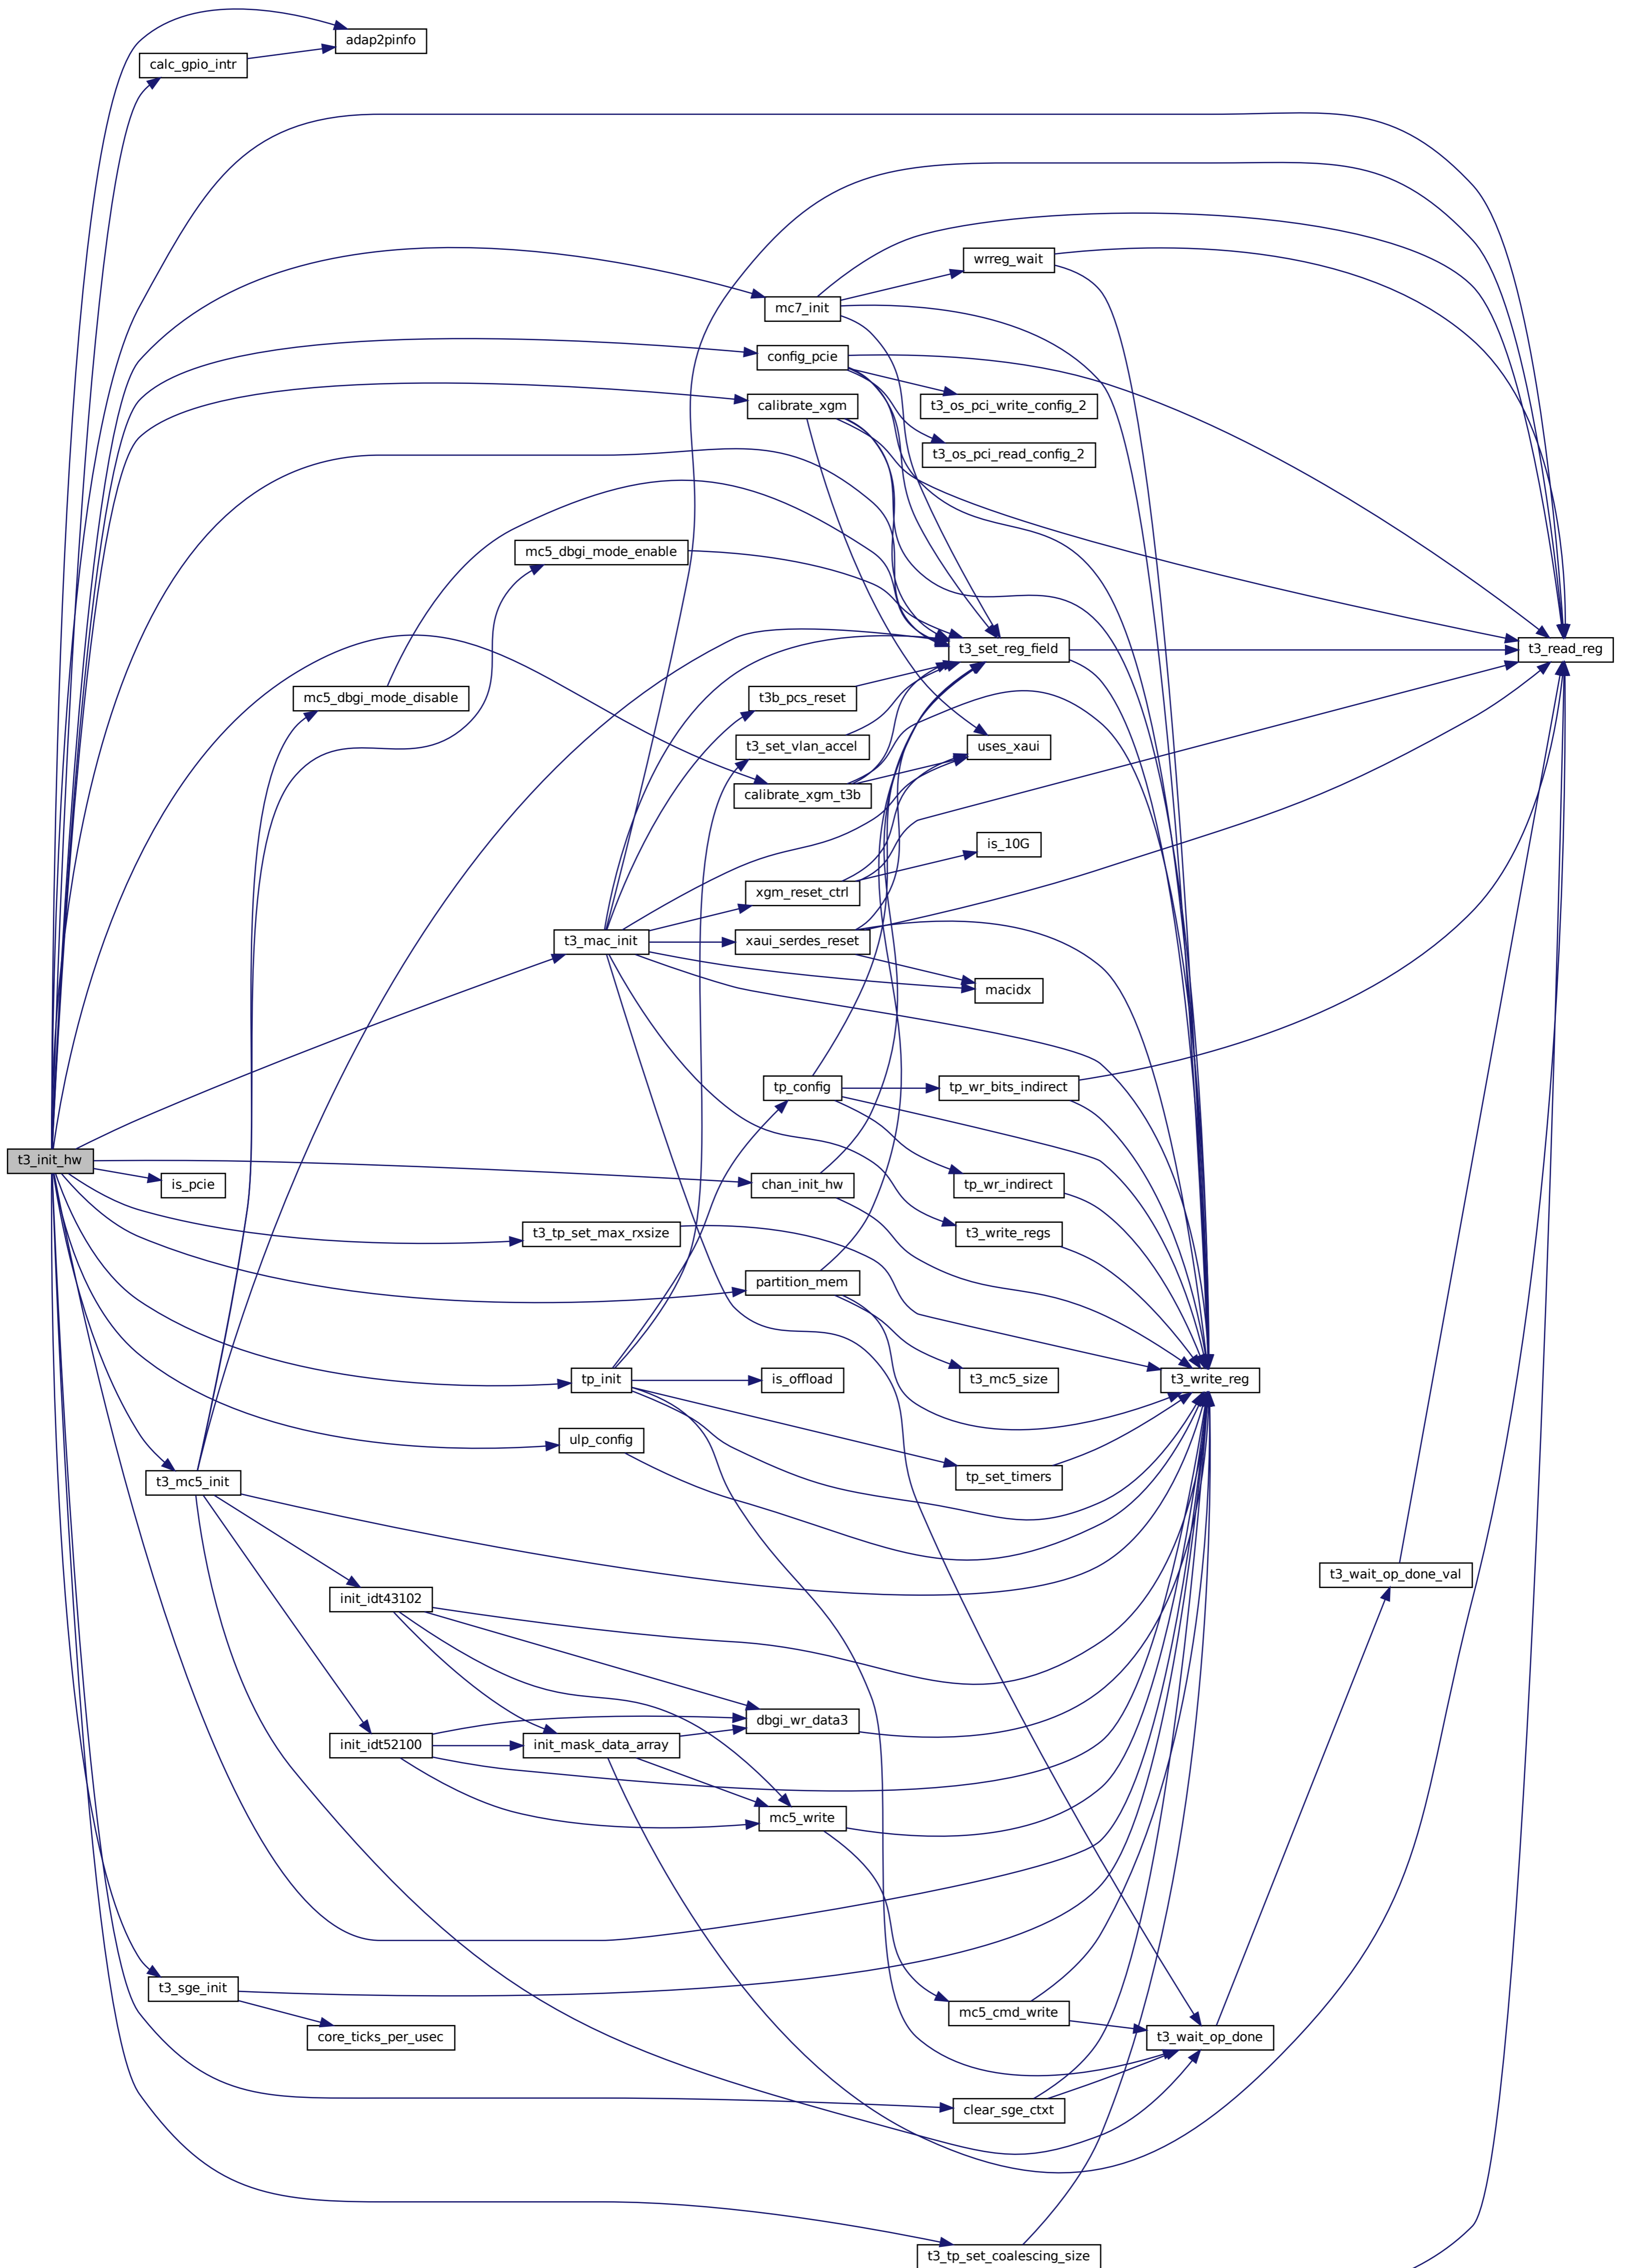 adap2pinfo
calc_gpio_intr
wrreg_wait
mc7_init
config_pcie
t3_os_pci_write_config_2
calibrate_xgm
t3_os_pci_read_config_2
mc5_dbgi_mode_enable
t3_set_reg_field
t3_read_reg
mc5_dbgi_mode_disable
t3b_pcs_reset
t3_set_vlan_accel
uses_xaui
calibrate_xgm_t3b
is_10G
xgm_reset_ctrl
t3_mac_init
xaui_serdes_reset
macidx
tp_config
tp_wr_bits_indirect
t3_init_hw
is_pcie
chan_init_hw
tp_wr_indirect
t3_tp_set_max_rxsize
t3_write_regs
partition_mem
tp_init
is_offload
t3_mc5_size
t3_write_reg
ulp_config
t3_mc5_init
tp_set_timers
t3_wait_op_done_val
init_idt43102
dbgi_wr_data3
init_idt52100
init_mask_data_array
mc5_write
t3_sge_init
mc5_cmd_write
core_ticks_per_usec
t3_wait_op_done
clear_sge_ctxt
t3_tp_set_coalescing_size